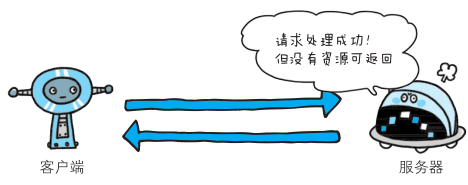 请求处理成功！
但没有资源可返回
客户端
服务器